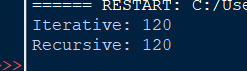 ====== RESTART: C:/Use
Iterative: 120
Recursive: 120
>>>